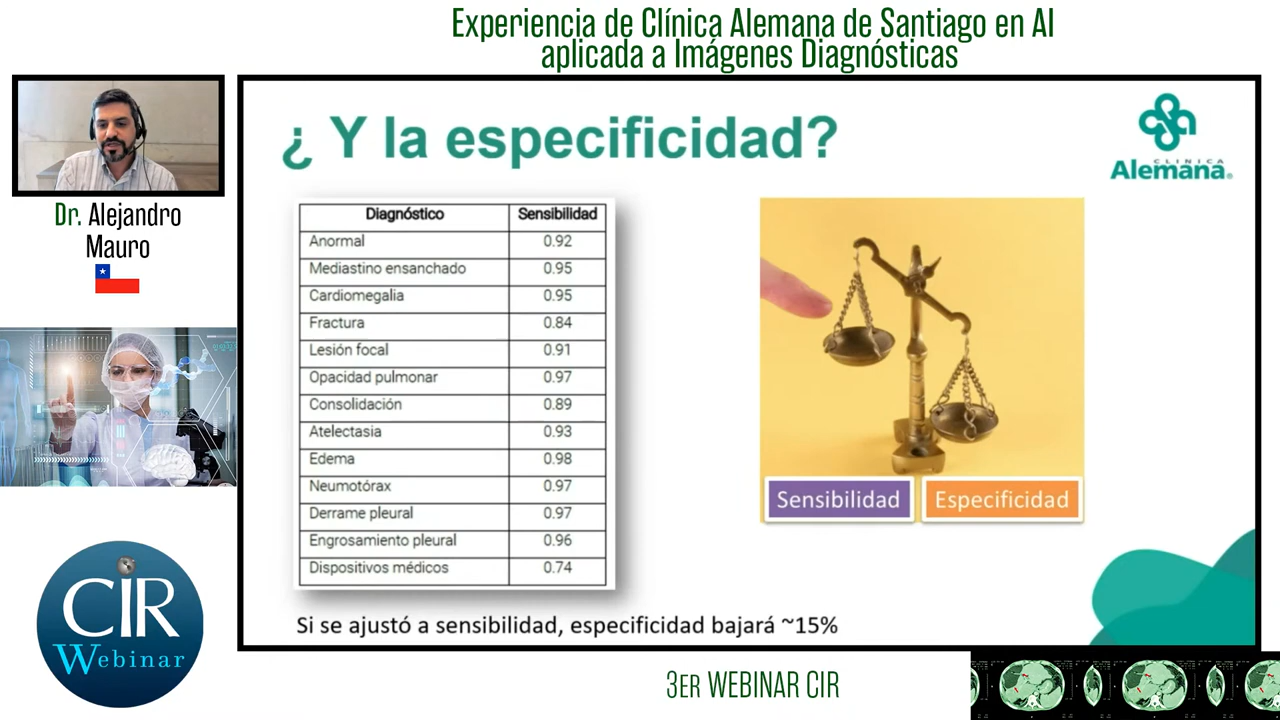 Experiencia de Clínica Alemana de Santiago en AI
aplicada a Imágenes Diagnósticas
Dr. Alejandro
Mauro
¿ Y la especificidad?
CLINICA
Alemana®
Diagnóstico Sensibilidad
Anormal 0.92
Mediastino ensanchado 0.95
Cardiomegalia 0.95
Fractura 0.84
Lesión focal 0.91
Opacidad pulmonar 0.97
Consolidación 0.89
Atelectasia 0.93
Edema 0.98
Neumotórax 0.97
Derrame pleural 0.97
Engrosamiento pleural 0.96
Dispositivos médicos 0.74
Sensibilidad Especificidad
Si se ajustó a sensibilidad, especificidad bajará ~15%
CIR
Webinar
3ER WEBINAR CIR